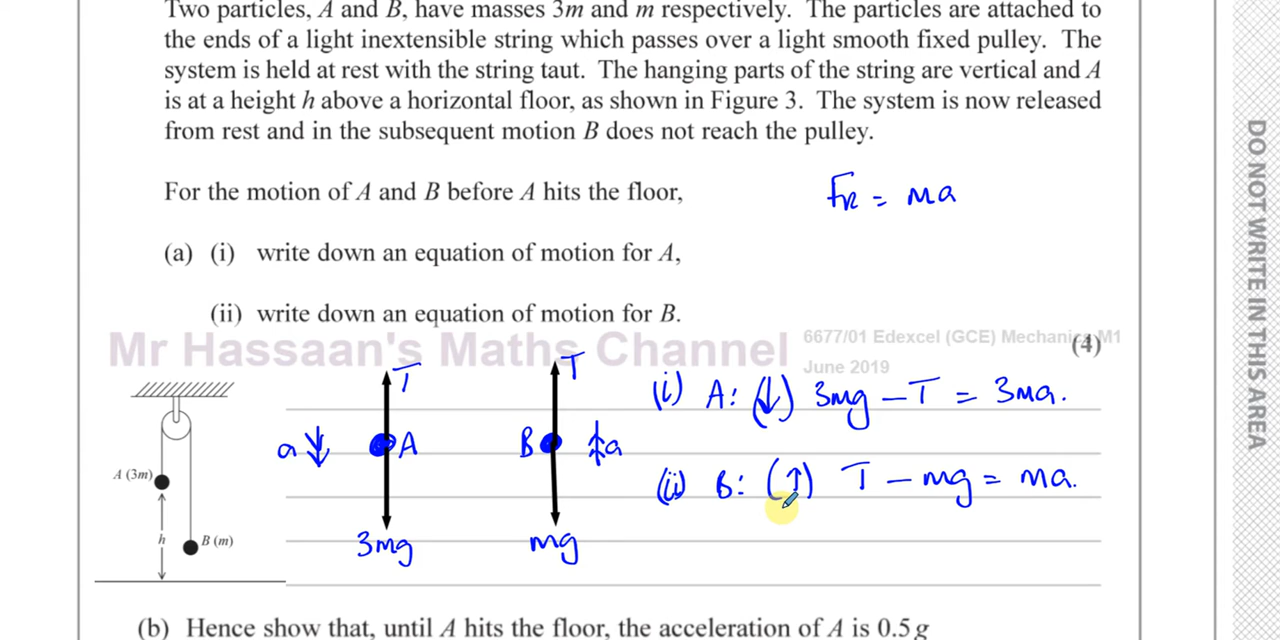 Two particles, A and B, have masses 3m and m respectively. The particles are attached to
the ends of a light inextensible string which passes over a light smooth fixed pulley. The
system is held at rest with the string taut. The hanging parts of the string are vertical and A
is at a height h above a horizontal floor, as shown in Figure 3. The system is now released
from rest and in the subsequent motion B does not reach the pulley.
For the motion of A and B before A hits the floor,
F_R = ma
(a) (i) write down an equation of motion for A,
(ii) write down an equation of motion for B.
(4)
Mr Hassaan's Maths Channel
6677/01 Edexcel (GCE) Mechanics M1
June 2019
T
T
(i) A: (↓) 3mg - T = 3ma.
a↓
A
B
↑a
A (3m)
(ii) B: (↑) T - mg = ma.
h
B (m)
3mg
mg
(b) Hence show that, until A hits the floor, the acceleration of A is 0.5g
DO NOT WRITE IN THIS AREA